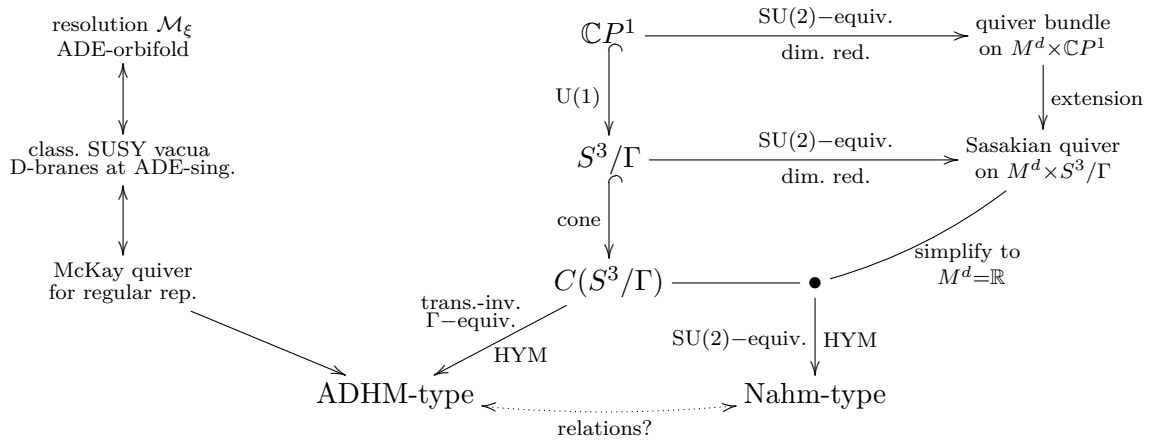 resolution ℳ_ξ
ADE-orbifold
class. SUSY vacua
D-branes at ADE-sing.
McKay quiver
for regular rep.
ℂP¹
SU(2)−equiv.
dim. red.
quiver bundle
on M^d×ℂP¹
U(1)
extension
S³/Γ
SU(2)−equiv.
dim. red.
Sasakian quiver
on M^d×S³/Γ
cone
simplify to
M^d=ℝ
C(S³/Γ)
trans.-inv.
Γ−equiv.
HYM
SU(2)−equiv.
HYM
ADHM-type
Nahm-type
relations?